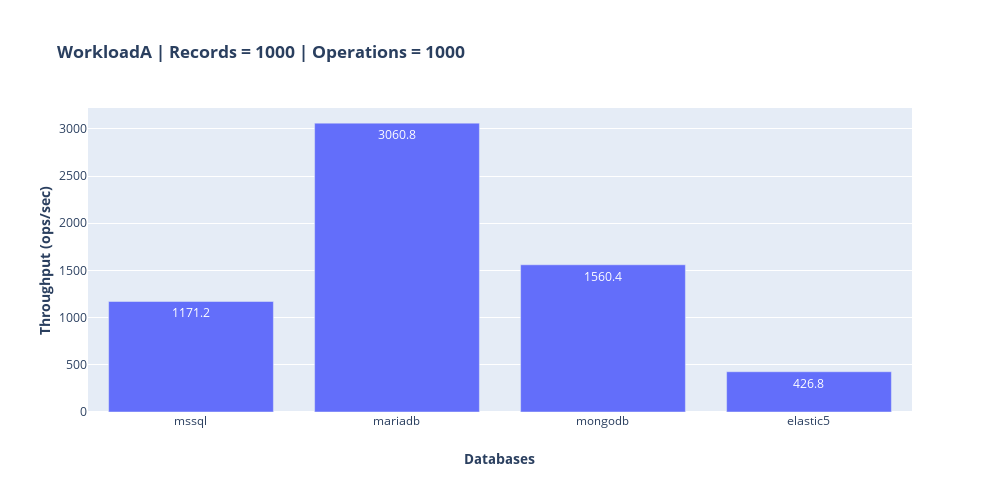 WorkloadA | Records = 1000 | Operations = 1000
Throughput (ops/sec)
3000
2500
2000
1500
1000
500
0
1171.2
3060.8
1560.4
426.8
mssql
mariadb
mongodb
elastic5
Databases